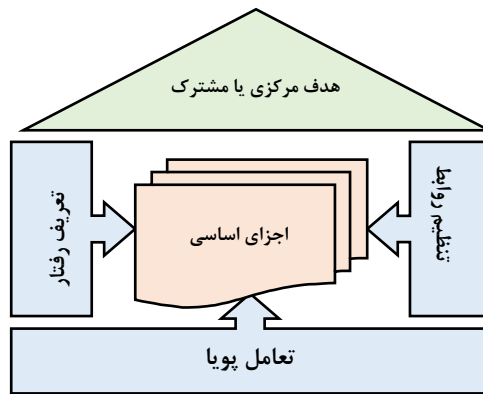 هدف مرکزی یا مشترک
تنظیم روابط
اجزای اساسی
تعریف رفتار
تعامل پویا